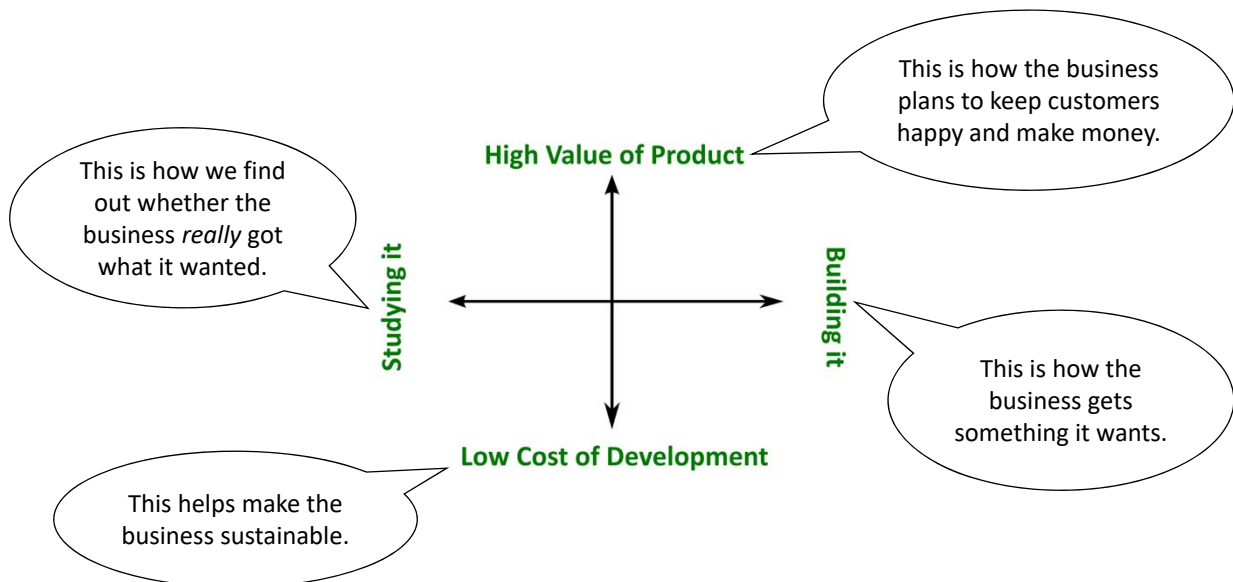 This is how the business
plans to keep customers
happy and make money.
High Value of Product
This is how we find
out whether the
business really got
what it wanted.
Studying it
Building it
This is how the
business gets
something it wants.
Low Cost of Development
This helps make the
business sustainable.